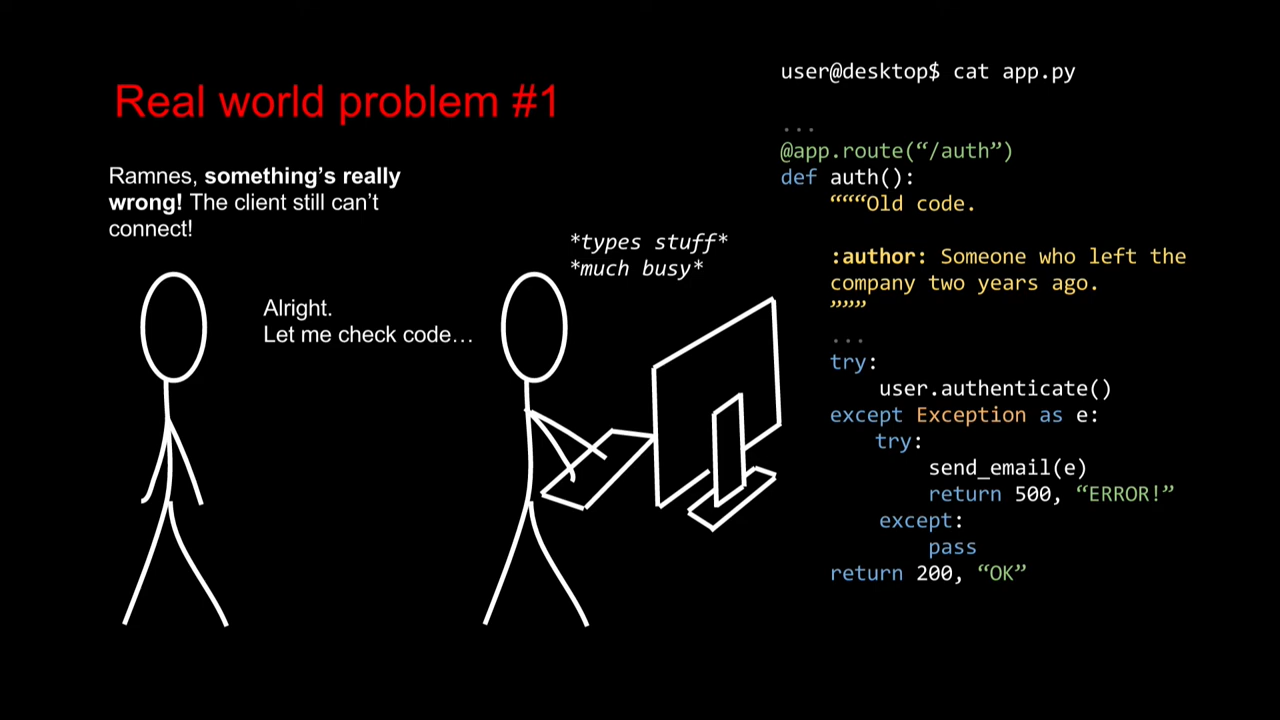 Real world problem #1
Ramnes, something's really
wrong! The client still can't
connect!
Alright.
Let me check code…
*types stuff*
*much busy*
user@desktop$ cat app.py
...
@app.route(“/auth”)
def auth():
“““Old code.
:author: Someone who left the
company two years ago.
”””
...
try:
user.authenticate()
except Exception as e:
try:
send_email(e)
return 500, “ERROR!”
except:
pass
return 200, “OK”